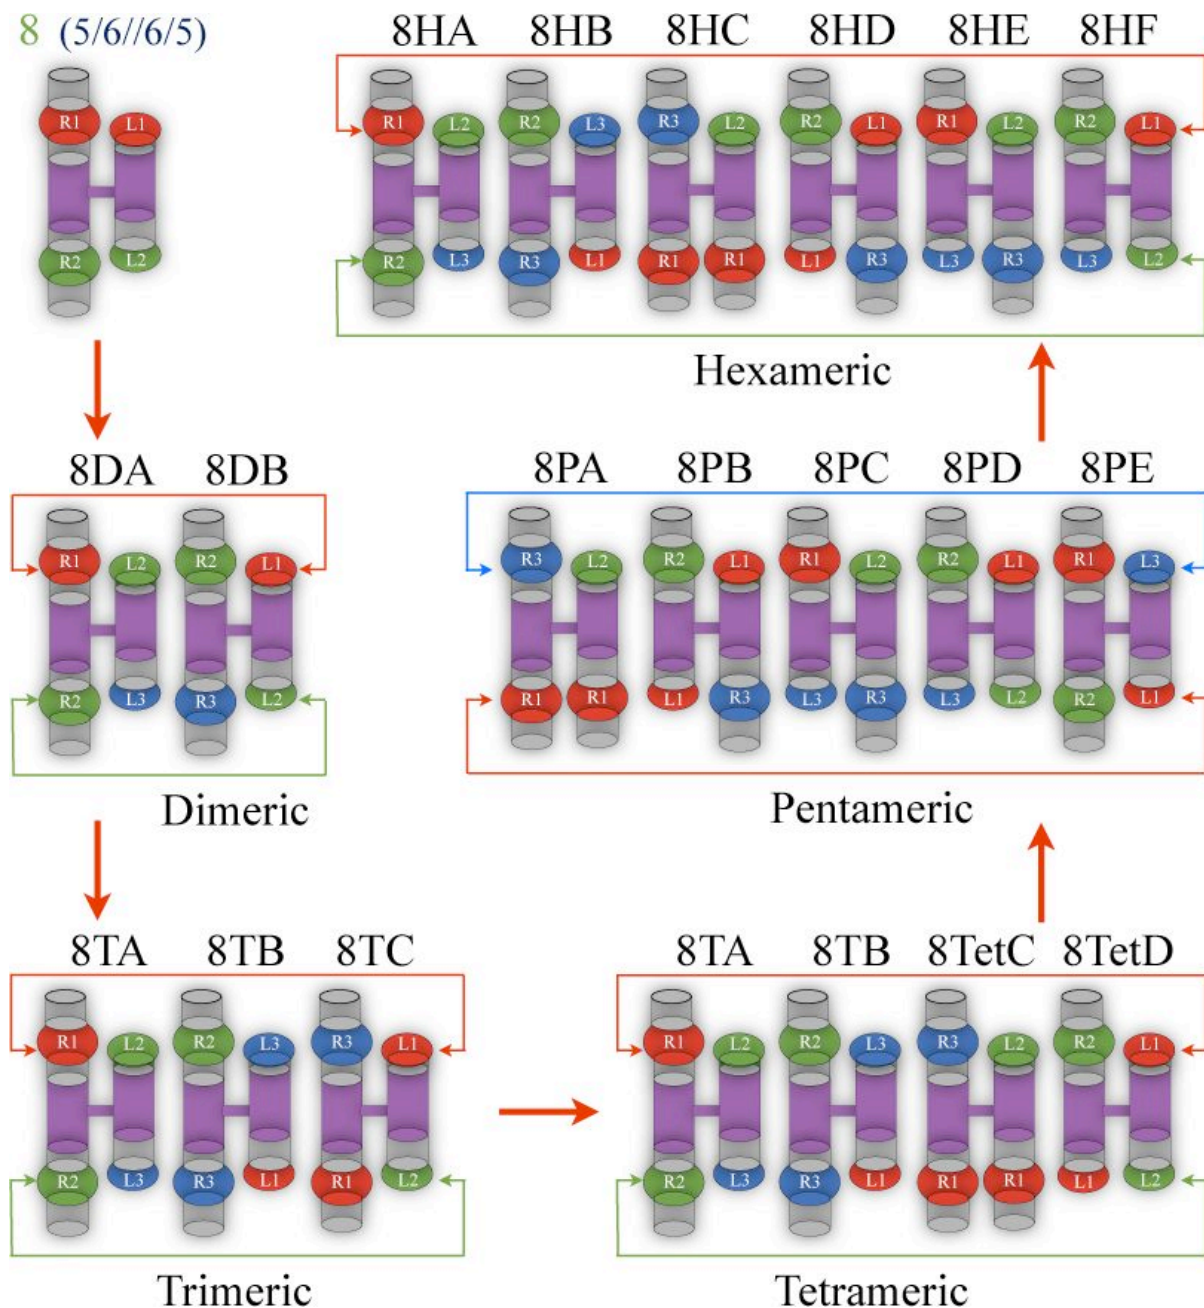 8 (5/6//6/5)
8HA 8HB 8HC 8HD 8HE 8HF
R1 L1
R1 L2 R2 L3 R3 L2 R2 L1 R1 L2 R2 L1
R2 L2
R2 L3 R3 L1 R1 R1 L1 R3 L3 R3 L3 L2
Hexameric
8DA 8DB
8PA 8PB 8PC 8PD 8PE
R1 L2 R2 L1
R3 L2 R2 L1 R1 L2 R2 L1 R1 L3
R2 L3 R3 L2
R1 R1 L1 R3 L3 R3 L3 L2 R2 L1
Dimeric
Pentameric
8TA 8TB 8TC
8TA 8TB 8TetC 8TetD
R1 L2 R2 L3 R3 L1
R1 L2 R2 L3 R3 L2 R2 L1
R2 L3 R3 L1 R1 L2
R2 L3 R3 L1 R1 R1 L1 L2
Trimeric
Tetrameric